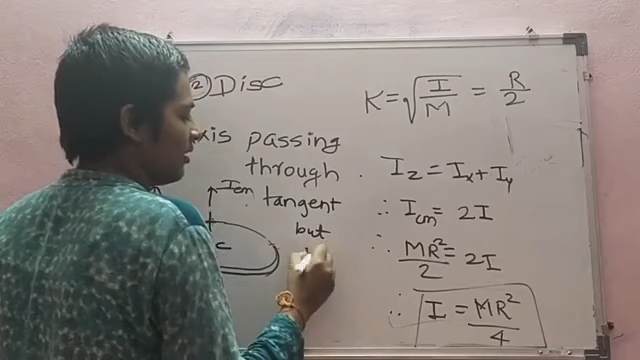 ② Disc
xis passing
through
tangent
but
Icm
c
K = √(I/M) = R/2
Iz = Ix + Iy
∴ Icm = 2I
∴ MR²/2 = 2I
∴ I = MR²/4